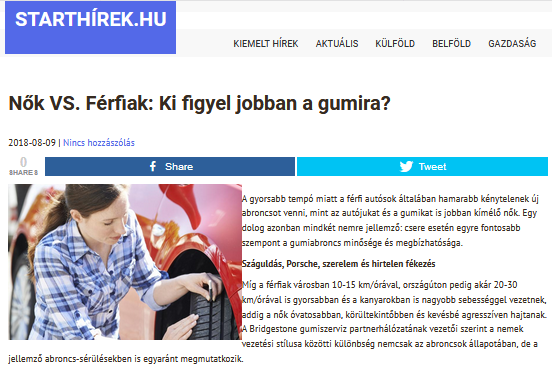 STARTHÍREK.HU
KIEMELT HÍREK AKTUÁLIS KÜLFÖLD BELFÖLD GAZDASÁG
Nők VS. Férfiak: Ki figyel jobban a gumira?
2018-08-09 | Nincs hozzászólás
0
SHARES
Share
Tweet
A gyorsabb tempó miatt a férfi autósok általában hamarabb kénytelenek új
abroncsot venni, mint az autójukat és a gumikat is jobban kímélő nők. Egy
dolog azonban mindkét nemre jellemző: csere esetén egyre fontosabb
szempont a gumiabroncs minősége és megbízhatósága.
Száguldás, Porsche, szerelem és hirtelen fékezés
Míg a férfiak városban 10-15 km/órával, országúton pedig akár 20-30
km/órával is gyorsabban és a kanyarokban is nagyobb sebességgel vezetnek,
addig a nők óvatosabban, körültekintőbben és kevésbé agresszíven hajtanak.
A Bridgestone gumiszerviz partnerhálózatának vezetői szerint a nemek
vezetési stílusa közötti különbség nemcsak az abroncsok állapotában, de a
jellemző abroncs-sérülésekben is egyaránt megmutatkozik.